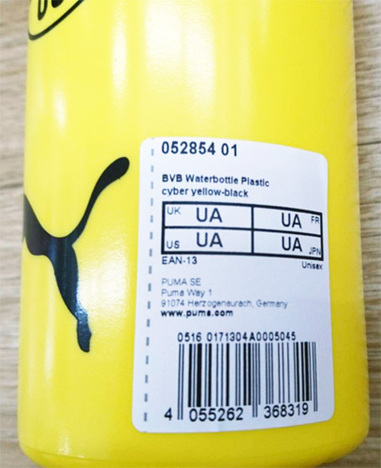 052854 01
BVB Waterbottle Plastic
cyber yellow-black
UK UA UA FR
US UA UA JPN
EAN-13 Unisex
PUMA SE
Puma Way 1
91074 Herzogenaurach, Germany
www.puma.com
0516 0171304A0005045
4 055262 368319